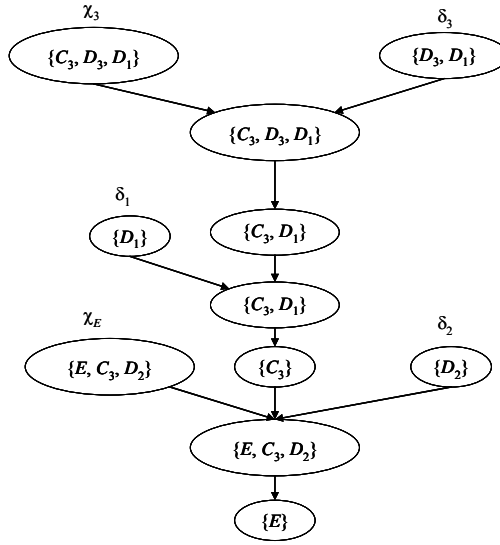 χ₃ δ₃
{C₃, D₃, D₁} {D₃, D₁}
{C₃, D₃, D₁}
δ₁
{D₁} {C₃, D₁}
{C₃, D₁}
χ_E δ₂
{E, C₃, D₂} {C₃} {D₂}
{E, C₃, D₂}
{E}